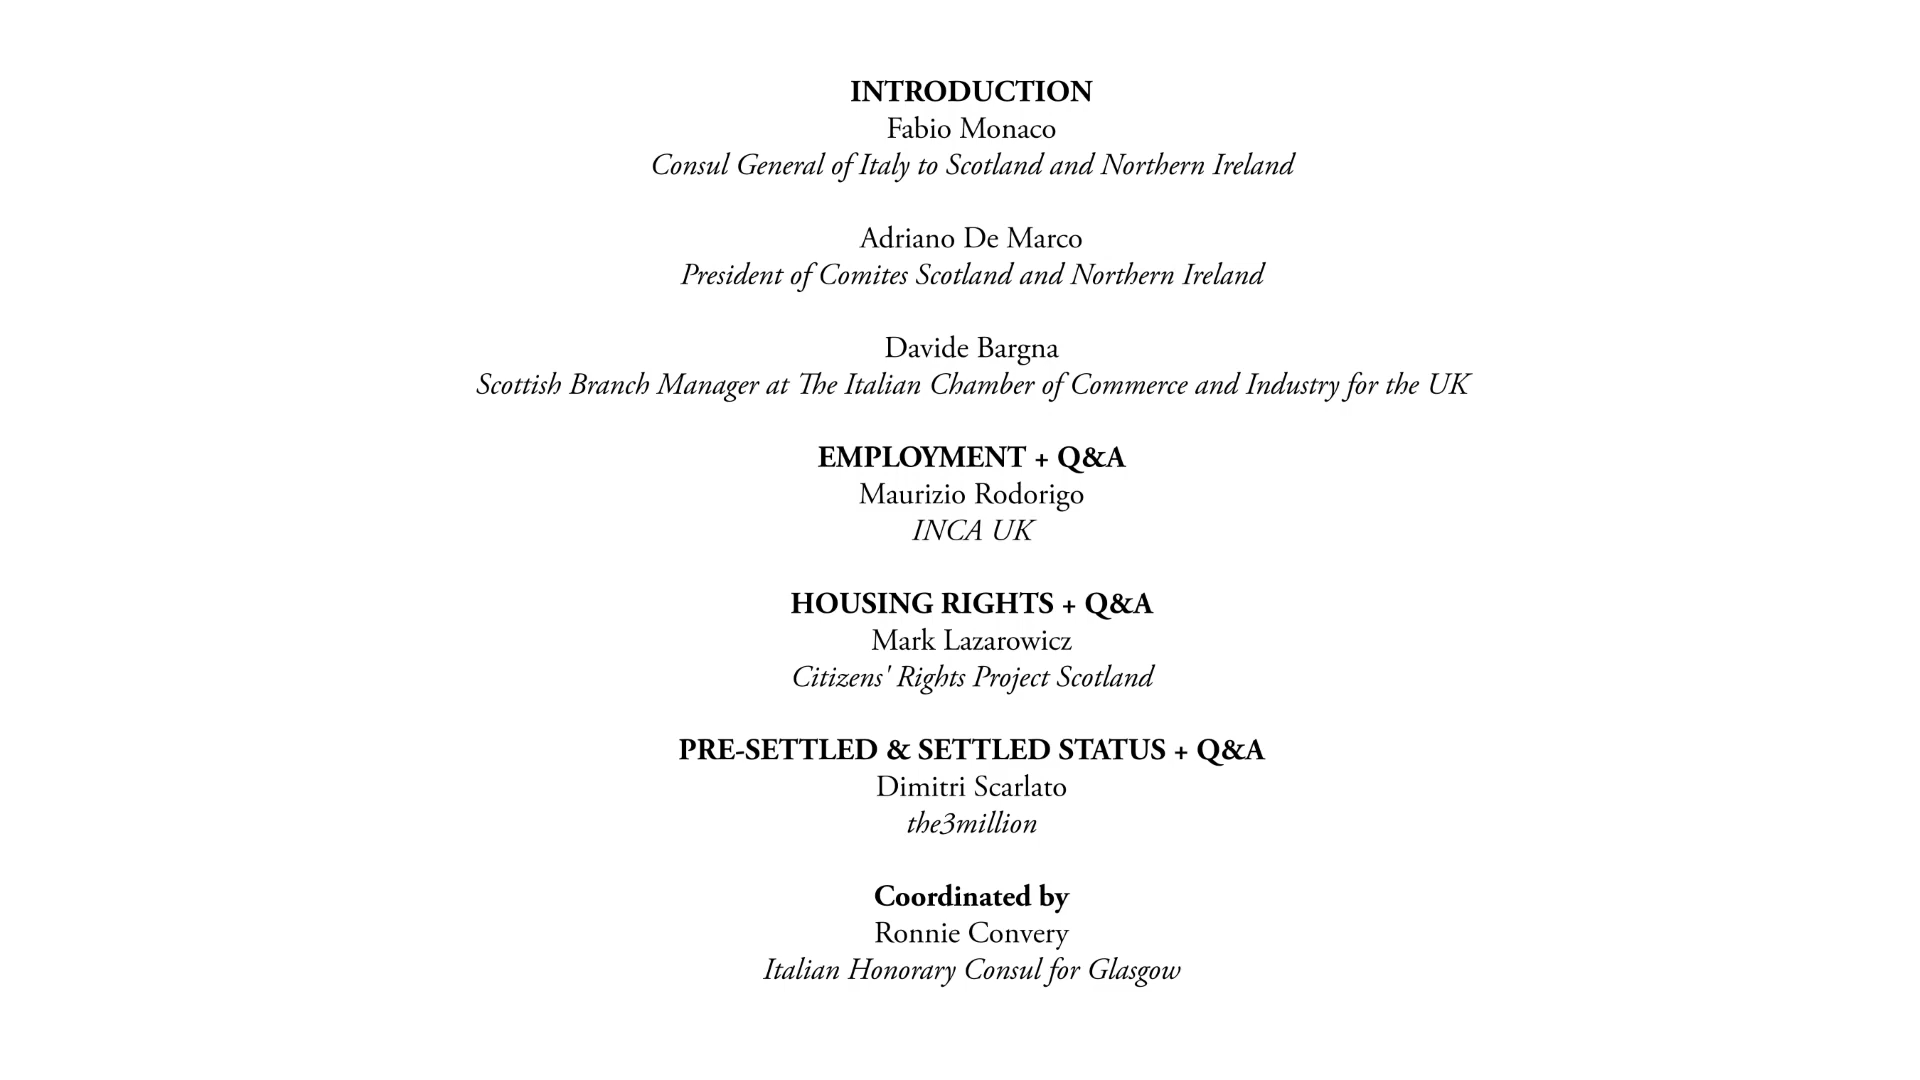 INTRODUCTION
Fabio Monaco
Consul General of Italy to Scotland and Northern Ireland
Adriano De Marco
President of Comites Scotland and Northern Ireland
Davide Bargna
Scottish Branch Manager at The Italian Chamber of Commerce and Industry for the UK
EMPLOYMENT + Q&A
Maurizio Rodorigo
INCA UK
HOUSING RIGHTS + Q&A
Mark Lazarowicz
Citizens' Rights Project Scotland
PRE-SETTLED & SETTLED STATUS + Q&A
Dimitri Scarlato
the3million
Coordinated by
Ronnie Convery
Italian Honorary Consul for Glasgow